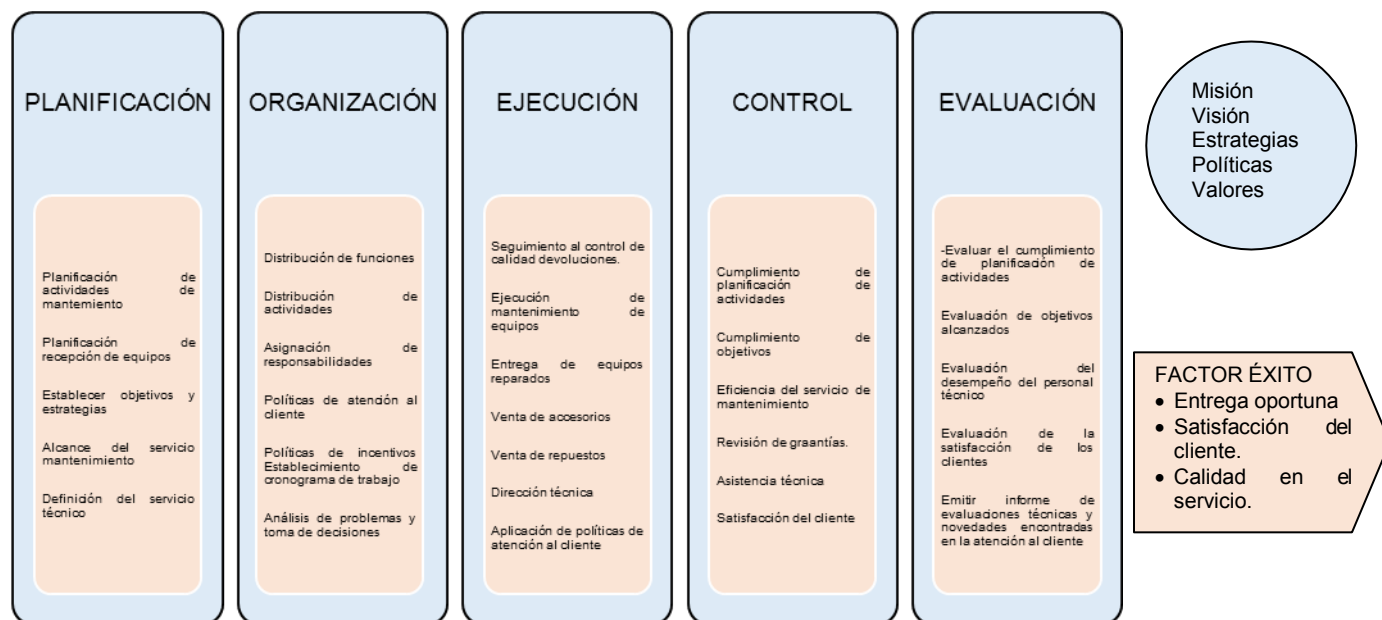 PLANIFICACIÓN
Planificación de
actividades de
mantemiento
Planificación de
recepción de equipos
Establecer objetivos y
estrategias
Alcance del servicio
mantenimiento
Definición del servicio
técnico
ORGANIZACIÓN
Distribución de funciones
Distribución de
actividades
Asignación de
responsabilidades
Políticas de atención al
cliente
Políticas de incentivos
Establecimiento de
cronograma de trabajo
Análisis de problemas y
toma de decisiones
EJECUCIÓN
Seguimiento al control de
calidad devoluciones.
Ejecución de
mantenimiento de
equipos
Entrega de equipos
reparados
Venta de accesorios
Venta de repuestos
Dirección técnica
Aplicación de políticas de
atención al cliente
CONTROL
Cumplimiento de
planificación de
actividades
Cumplimiento de
objetivos
Eficiencia del servicio de
mantenimiento
Revisión de graantías.
Asistencia técnica
Satisfacción del cliente
EVALUACIÓN
-Evaluar el cumplimiento
de planificación de
actividades
Evaluación de objetivos
alcanzados
Evaluación del
desempeño del personal
técnico
Evaluación de la
satisfacción de los
clientes
Emitir informe de
evaluaciones técnicas y
novedades encontradas
en la atención al cliente
Misión
Visión
Estrategias
Políticas
Valores
FACTOR ÉXITO
• Entrega oportuna
• Satisfacción del
cliente.
• Calidad en el
servicio.